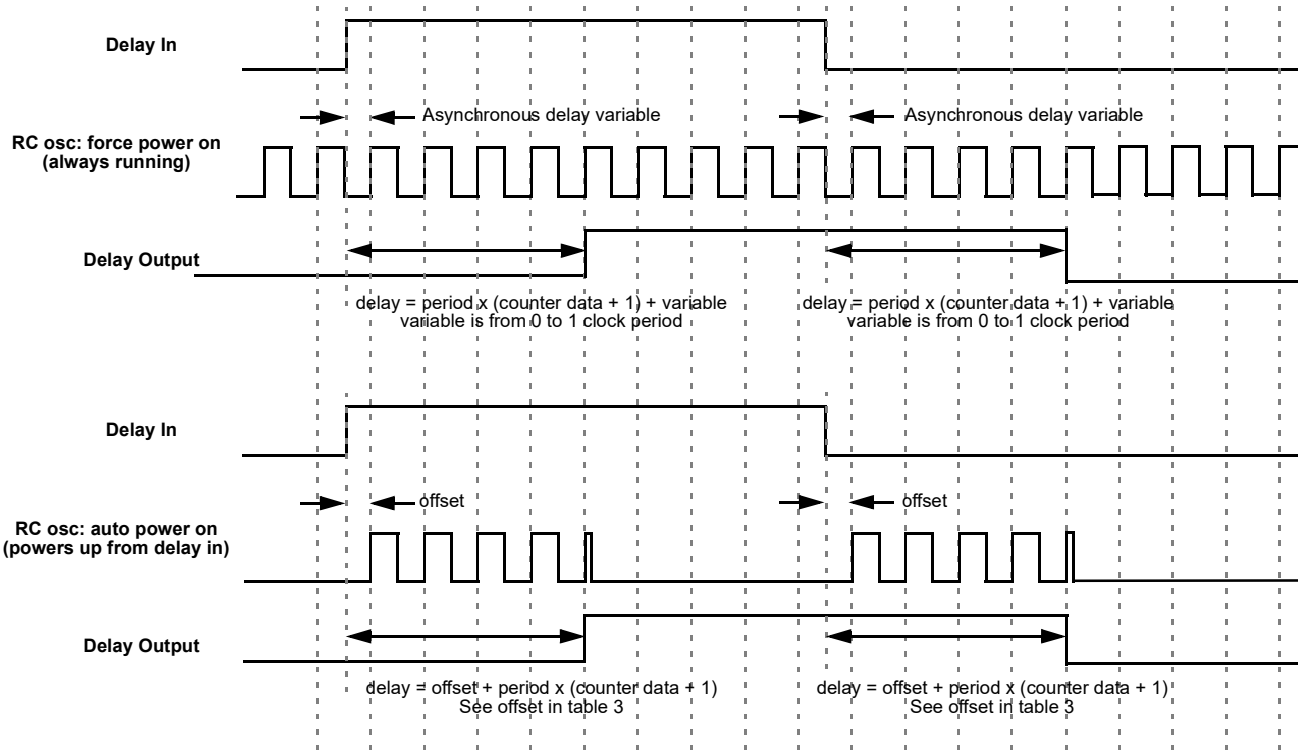 Delay In
Asynchronous delay variable
Asynchronous delay variable
RC osc: force power on
(always running)
Delay Output
delay = period x (counter data + 1) + variable
variable is from 0 to 1 clock period
delay = period x (counter data + 1) + variable
variable is from 0 to 1 clock period
Delay In
offset
offset
RC osc: auto power on
(powers up from delay in)
Delay Output
delay = offset + period x (counter data + 1)
See offset in table 3
delay = offset + period x (counter data + 1)
See offset in table 3